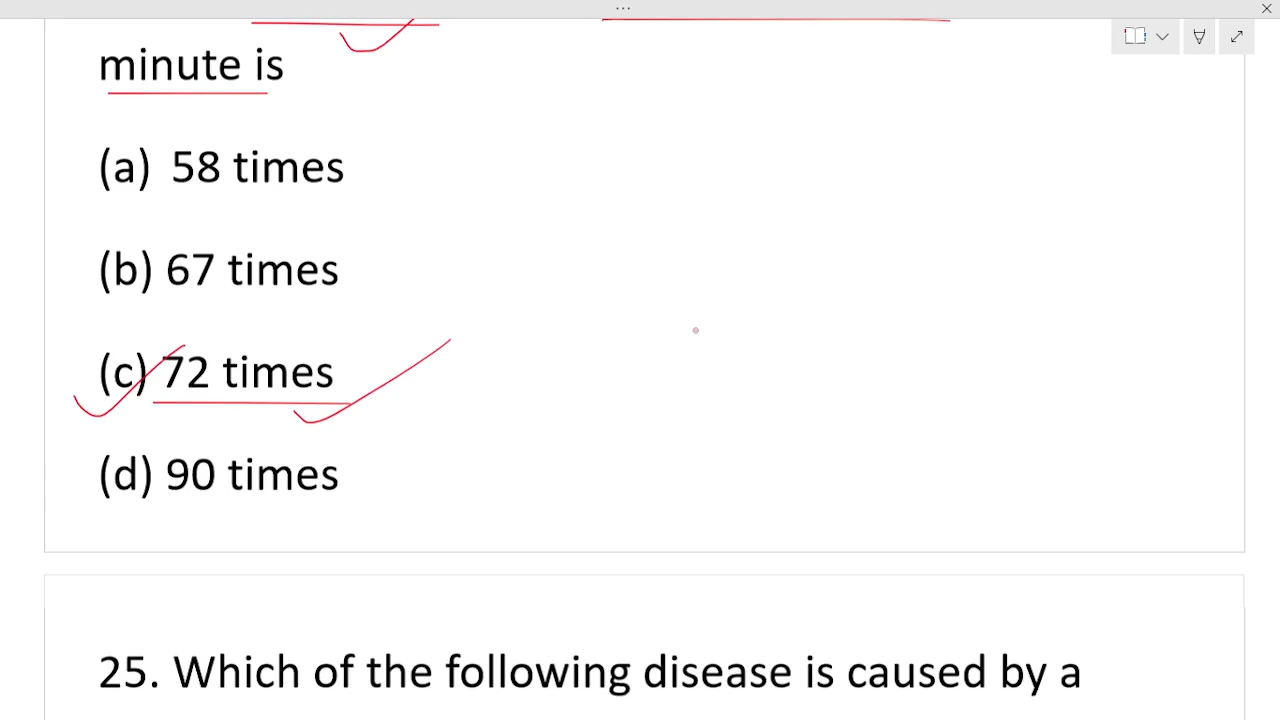 minute is
(a) 58 times
(b) 67 times
(c) 72 times
(d) 90 times
25. Which of the following disease is caused by a